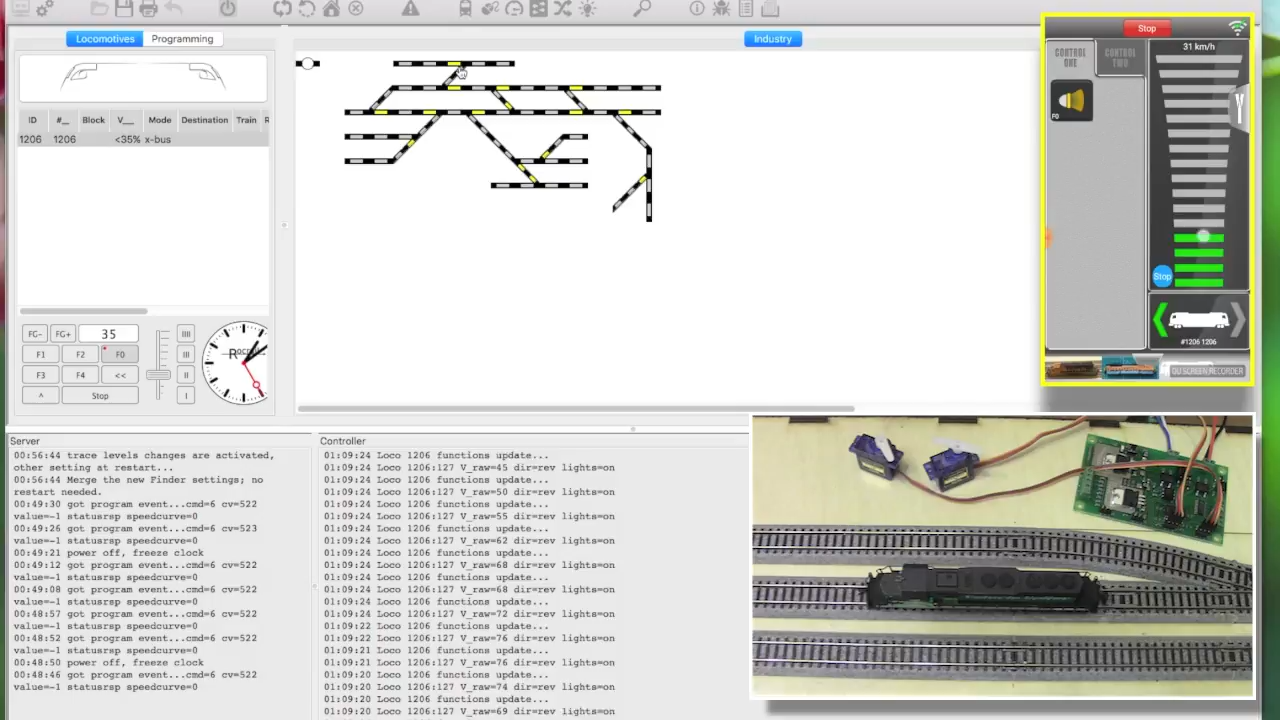 Locomotives
Programming
ID #__ Block V__ Mode Destination Train R
1206 1206 <35% x-bus
FG- FG+ 35 IIII
F1 F2 F0 III
F3 F4 << II
^ Stop I
Industry
Stop
CONTROL ONE
CONTROL TWO
31 km/h
F0
Stop
#1206 1206
DU SCREEN RECORDER
Server
00:56:44 trace levels changes are activated,
other setting at restart...
00:56:44 Merge the new Finder settings; no
restart needed.
00:49:30 got program event...cmd=6 cv=522
value=-1 statusrsp speedcurve=0
00:49:26 got program event...cmd=6 cv=523
value=-1 statusrsp speedcurve=0
00:49:21 power off, freeze clock
00:49:12 got program event...cmd=6 cv=522
value=-1 statusrsp speedcurve=0
00:49:08 got program event...cmd=6 cv=522
value=-1 statusrsp speedcurve=0
00:48:57 got program event...cmd=6 cv=522
value=-1 statusrsp speedcurve=0
00:48:52 got program event...cmd=6 cv=522
value=-1 statusrsp speedcurve=0
00:48:50 power off, freeze clock
00:48:46 got program event...cmd=6 cv=522
value=-1 statusrsp speedcurve=0
Controller
01:09:24 Loco 1206 functions update...
01:09:24 Loco 1206:127 V_raw=45 dir=rev lights=on
01:09:24 Loco 1206 functions update...
01:09:24 Loco 1206:127 V_raw=50 dir=rev lights=on
01:09:24 Loco 1206 functions update...
01:09:24 Loco 1206:127 V_raw=55 dir=rev lights=on
01:09:24 Loco 1206 functions update...
01:09:24 Loco 1206:127 V_raw=62 dir=rev lights=on
01:09:24 Loco 1206 functions update...
01:09:24 Loco 1206:127 V_raw=68 dir=rev lights=on
01:09:24 Loco 1206 functions update...
01:09:24 Loco 1206:127 V_raw=68 dir=rev lights=on
01:09:24 Loco 1206 functions update...
01:09:24 Loco 1206:127 V_raw=72 dir=rev lights=on
01:09:22 Loco 1206 functions update...
01:09:22 Loco 1206:127 V_raw=76 dir=rev lights=on
01:09:21 Loco 1206 functions update...
01:09:21 Loco 1206:127 V_raw=76 dir=rev lights=on
01:09:20 Loco 1206 functions update...
01:09:20 Loco 1206:127 V_raw=74 dir=rev lights=on
01:09:20 Loco 1206 functions update...
01:09:20 Loco 1206:127 V_raw=69 dir=rev lights=on